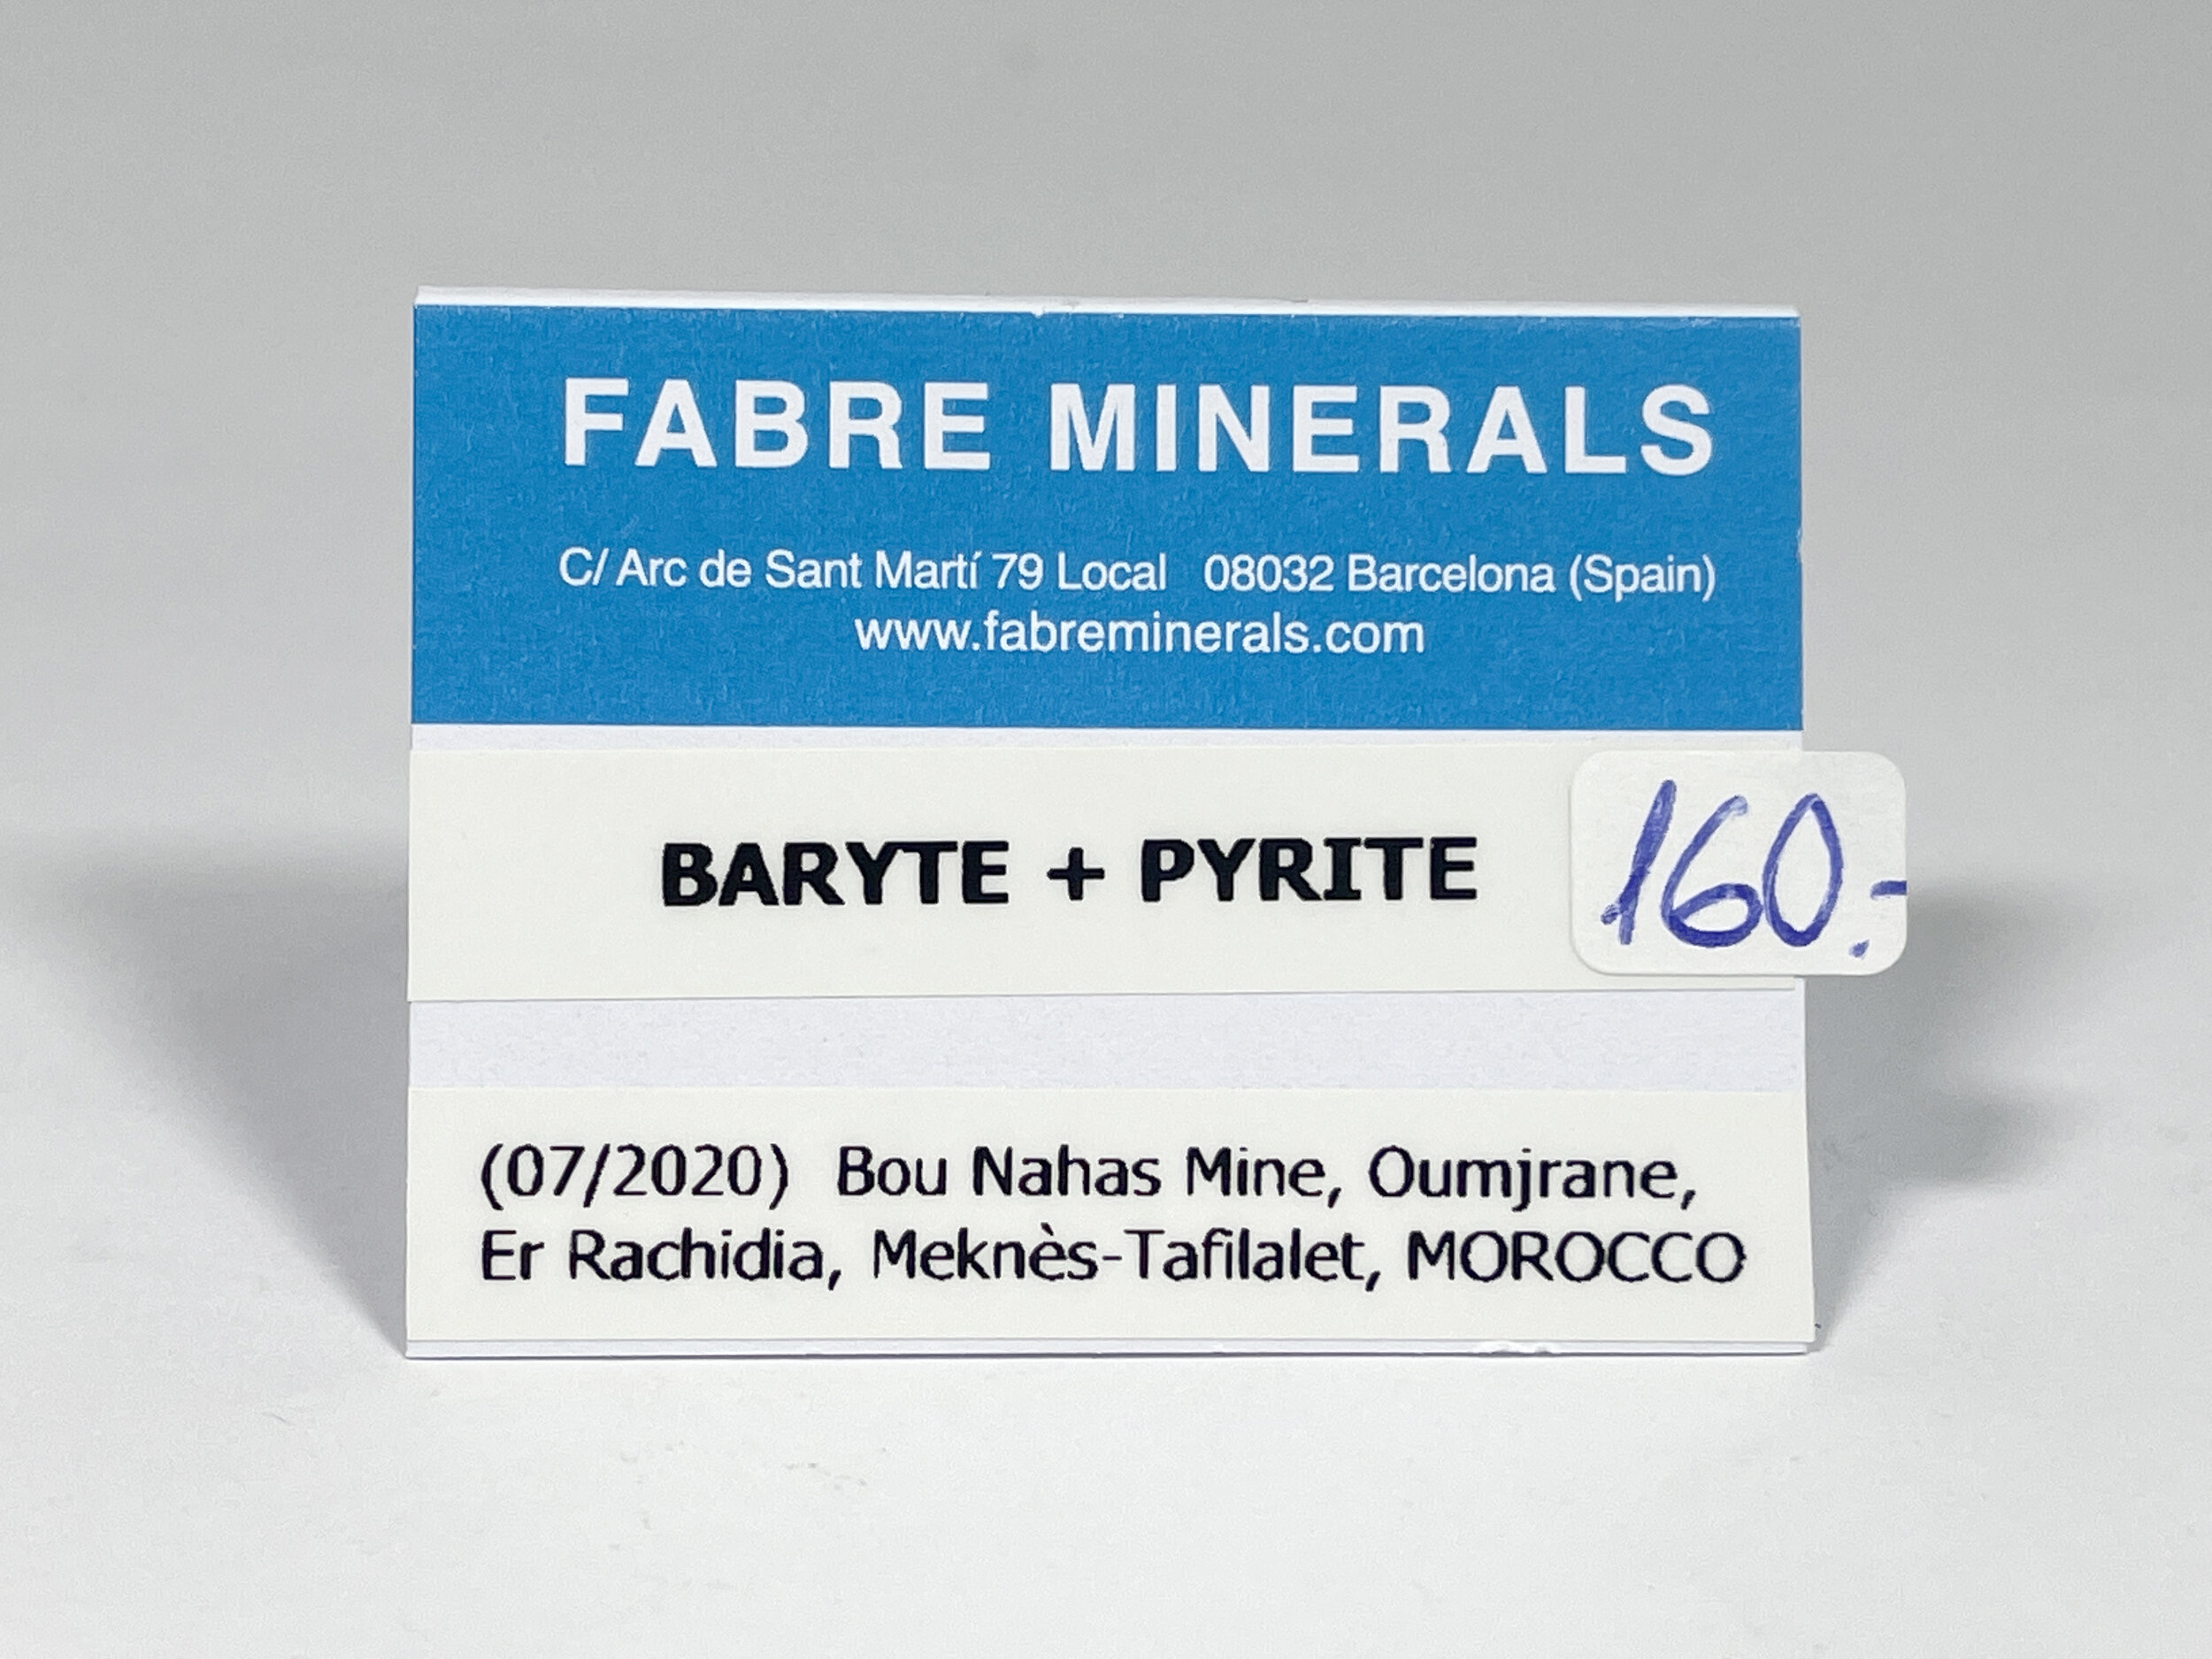 FABRE MINERALS
C/ Arc de Sant Martí 79 Local 08032 Barcelona (Spain)
www.fabreminerals.com
BARYTE + PYRITE
160.-
(07/2020) Bou Nahas Mine, Oumjrane,
Er Rachidia, Meknès-Tafilalet, MOROCCO